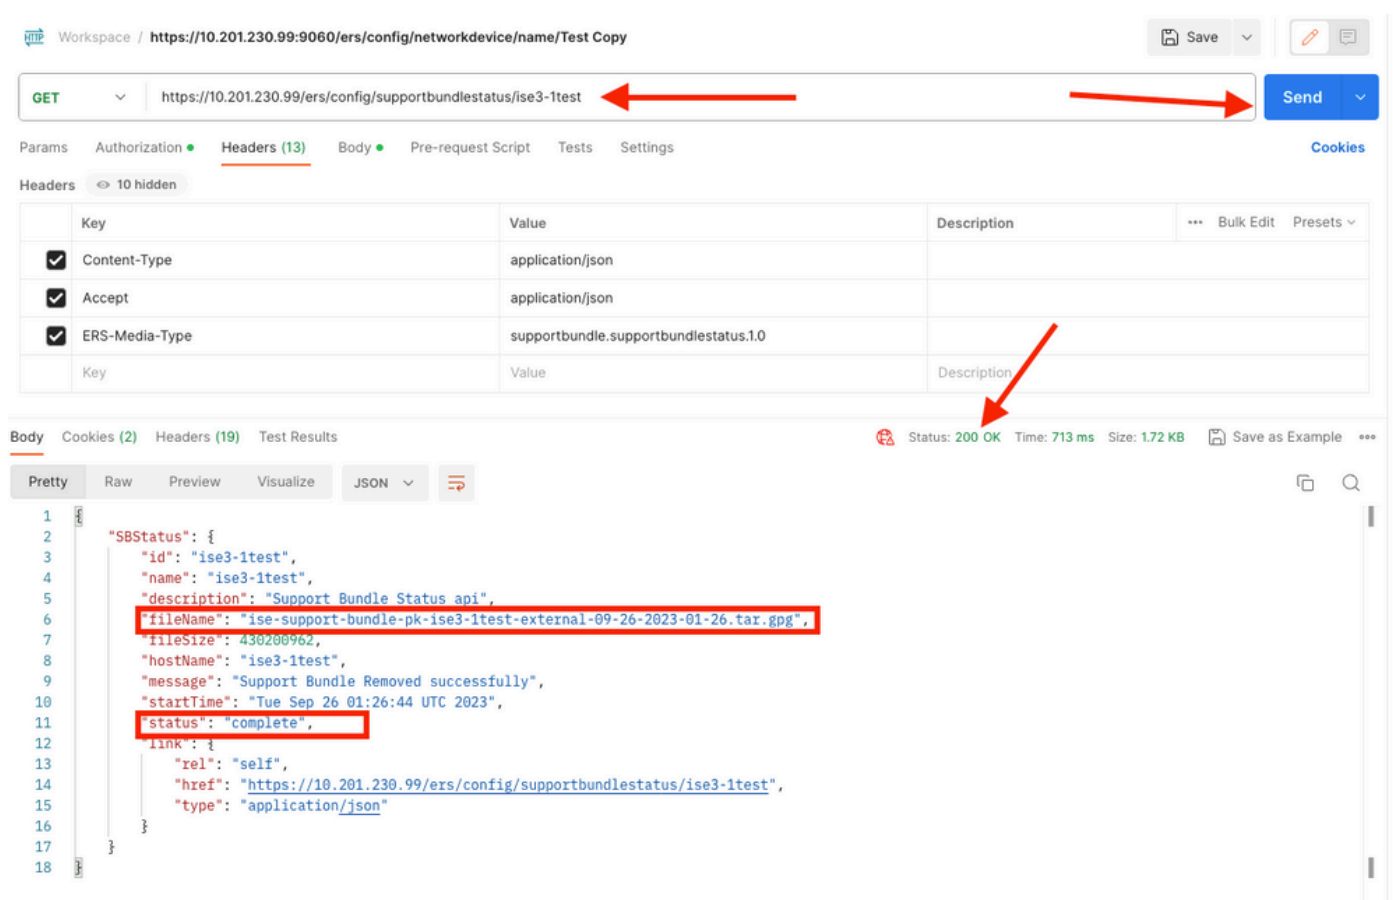 HTTP Workspace / https://10.201.230.99:9060/ers/config/networkdevice/name/Test Copy Save
GET https://10.201.230.99/ers/config/supportbundlestatus/ise3-1test Send
Params Authorization Headers (13) Body Pre-request Script Tests Settings Cookies
Headers 10 hidden
Key Value Description ••• Bulk Edit Presets
Content-Type application/json
Accept application/json
ERS-Media-Type supportbundle.supportbundlestatus.1.0
Key Value Description
Body Cookies (2) Headers (19) Test Results Status: 200 OK Time: 713 ms Size: 1.72 KB Save as Example
Pretty Raw Preview Visualize JSON
1 {
2 "SBStatus": {
3 "id": "ise3-1test",
4 "name": "ise3-1test",
5 "description": "Support Bundle Status api",
6 "fileName": "ise-support-bundle-pk-ise3-1test-external-09-26-2023-01-26.tar.gpg",
7 "fileSize": 430200962,
8 "hostName": "ise3-1test",
9 "message": "Support Bundle Removed successfully",
10 "startTime": "Tue Sep 26 01:26:44 UTC 2023",
11 "status": "complete",
12 "link": {
13 "rel": "self",
14 "href": "https://10.201.230.99/ers/config/supportbundlestatus/ise3-1test",
15 "type": "application/json"
16 }
17 }
18 }